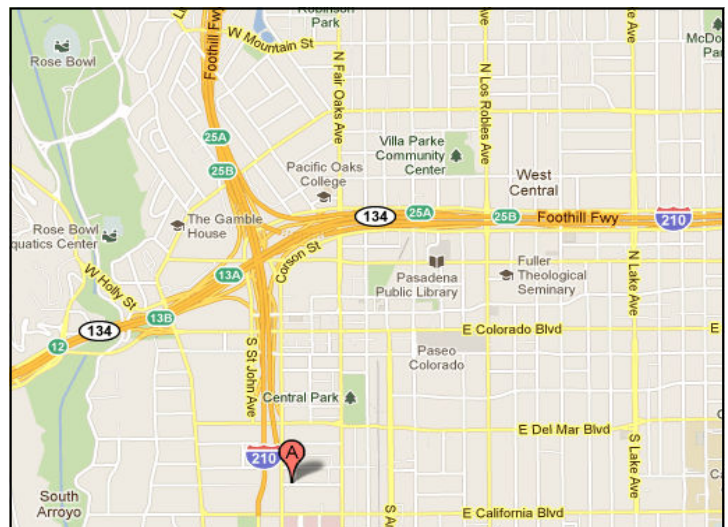 Robinson
Park
W Mountain St
Rose Bowl
Foothill Fwy
N Fair Oaks Ave
N Los Robles Ave
N Lake Ave
25A
Villa Parke
Community
Center
25B
Pacific Oaks
College
West
Central
The Gamble
House
134
25A
25B
Foothill Fwy
210
Rose Bowl
quatics Center
Corson St
13A
W Holly St
Pasadena
Public Library
Fuller
Theological
Seminary
N Lake Ave
13B
134
12
E Colorado Blvd
E
S St John Ave
Paseo
Colorado
Central Park
E Del Mar Blvd
A
210
S Lake Ave
South
Arroyo
E California Blvd